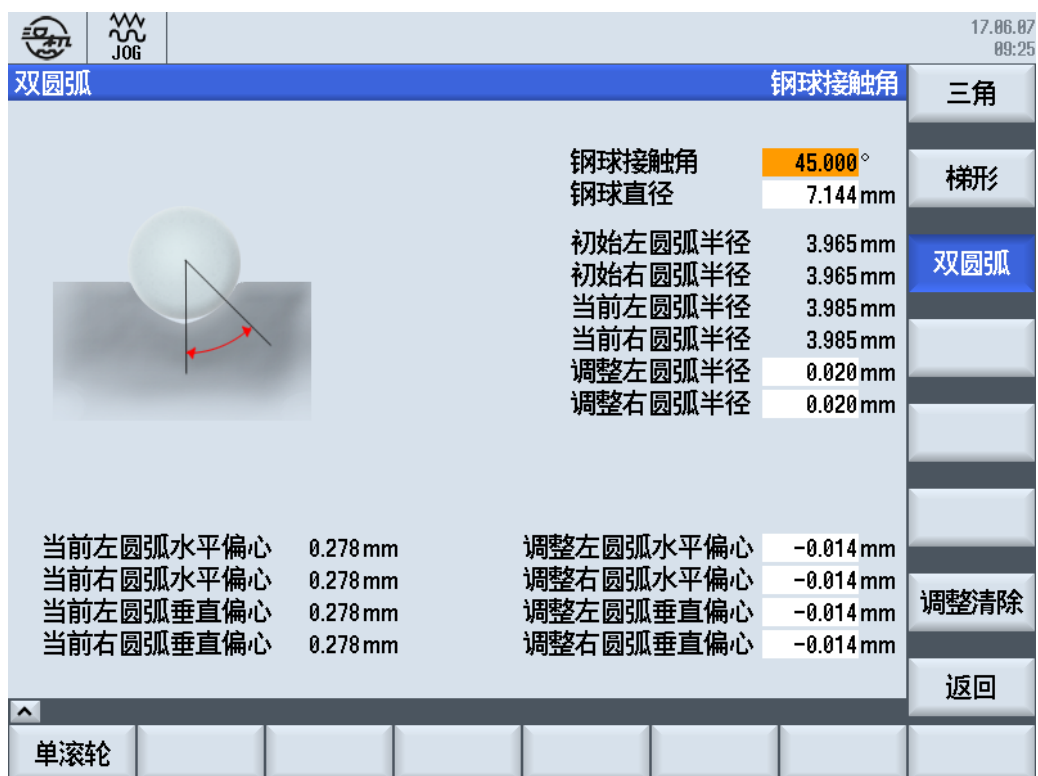 JOG
17.06.07
09:25
双圆弧 钢球接触角
三角
钢球接触角 45.000°
钢球直径 7.144mm
梯形
初始左圆弧半径 3.965mm
双圆弧
初始右圆弧半径 3.965mm
当前左圆弧半径 3.985mm
当前右圆弧半径 3.985mm
调整左圆弧半径 0.020mm
调整右圆弧半径 0.020mm
当前左圆弧水平偏心 0.278mm 调整左圆弧水平偏心 -0.014mm
当前右圆弧水平偏心 0.278mm 调整右圆弧水平偏心 -0.014mm
调整清除
当前左圆弧垂直偏心 0.278mm 调整左圆弧垂直偏心 -0.014mm
当前右圆弧垂直偏心 0.278mm 调整右圆弧垂直偏心 -0.014mm
返回
单滚轮